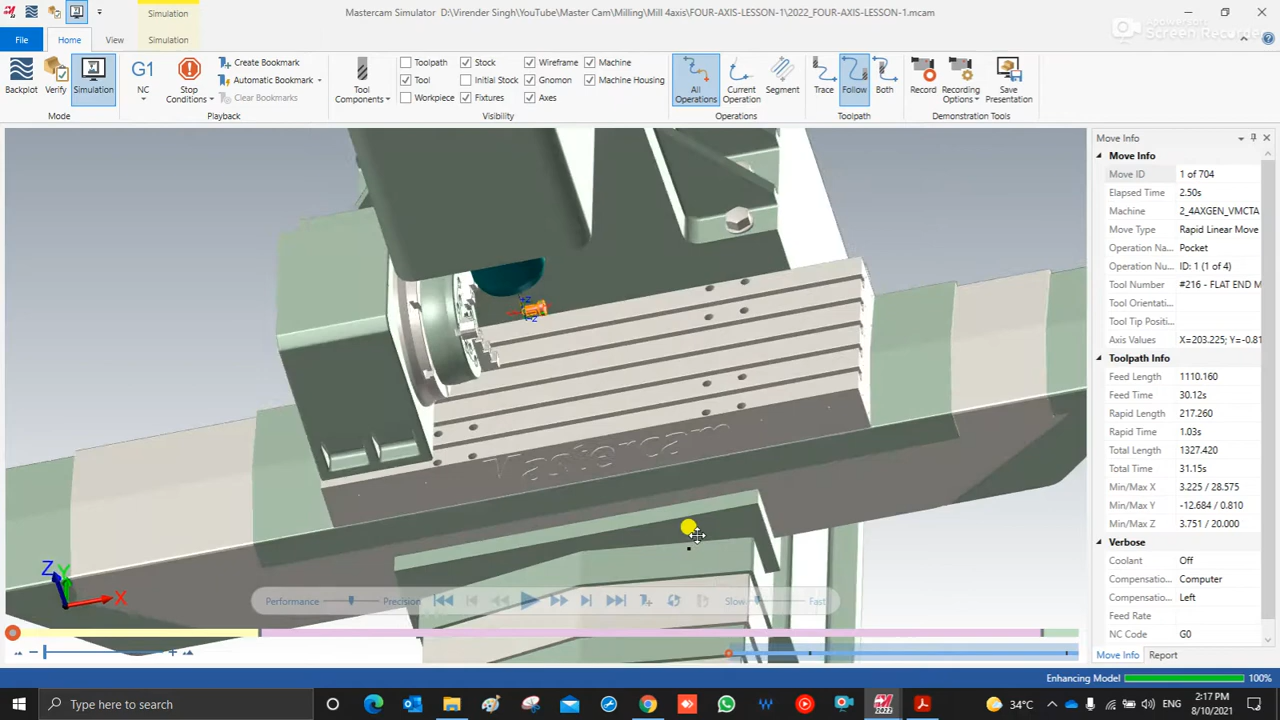 Mastercam Simulator D:\Virender Singh\YouTube\Master Cam\Milling\Mill 4axis\FOUR-AXIS-LESSON-1\2022_FOUR-AXIS-LESSON-1.mcam
Simulation
File Home View Simulation
Apowersoft
Screen Recorder
Backplot Verify Simulation
Mode
G1
NC
Stop Conditions
Create Bookmark
Automatic Bookmark
Clear Bookmarks
Playback
Tool Components
Toolpath Stock Wireframe Machine
Tool Initial Stock Gnomon Machine Housing
Workpiece Fixtures Axes
Visibility
All Operations Current Operation Segment
Operations
Trace Follow Both
Toolpath
Record Recording Options Save Presentation
Demonstration Tools
Move Info
Move Info
Move ID 1 of 704
Elapsed Time 2.50s
Machine 2_4AXGEN_VMCTA
Move Type Rapid Linear Move
Operation Na... Pocket
Operation Nu... ID: 1 (1 of 4)
Tool Number #216 - FLAT END M
Tool Orientati...
Tool Tip Positi...
Axis Values X=203.225; Y=-0.81
Toolpath Info
Feed Length 1110.160
Feed Time 30.12s
Rapid Length 217.260
Rapid Time 1.03s
Total Length 1327.420
Total Time 31.15s
Min/Max X 3.225 / 28.575
Min/Max Y -12.684 / 0.810
Min/Max Z 3.751 / 20.000
Verbose
Coolant Off
Compensatio... Computer
Compensatio... Left
Feed Rate
NC Code G0
Move Info Report
Mastercam
Z Y X
Performance Precision Slow Fast
Enhancing Model 100%
Type here to search
34°C ENG 2:17 PM
8/10/2021